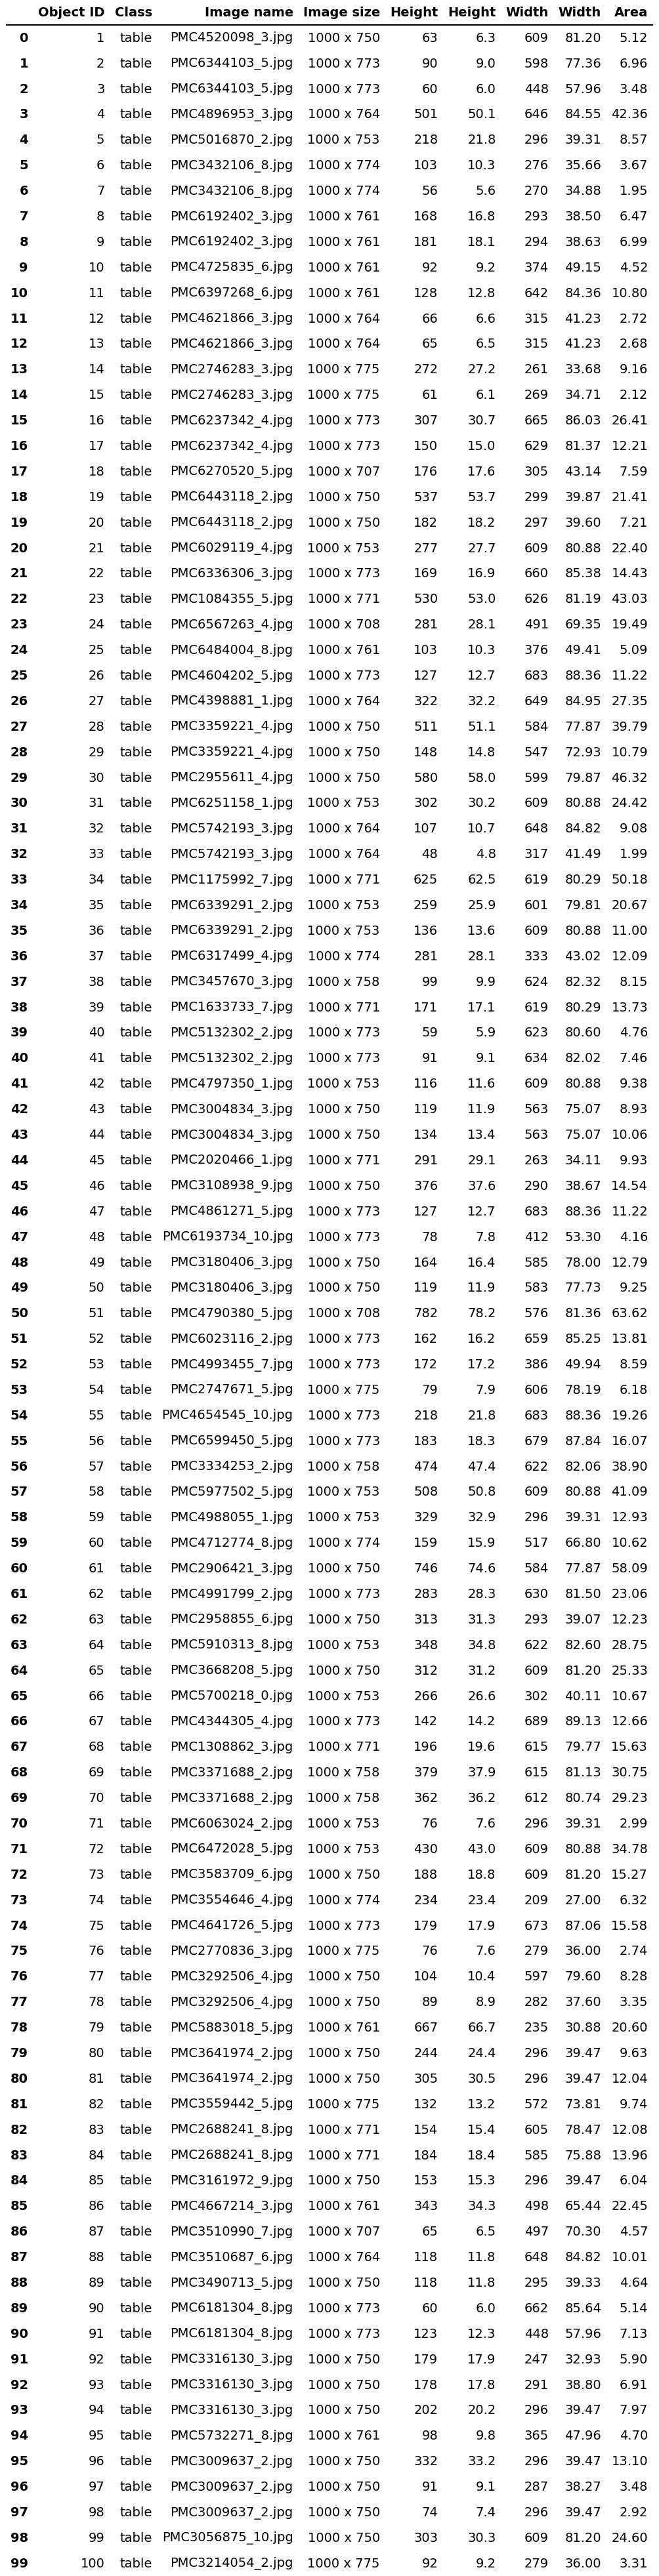 Object ID Class Image name Image size Height Height Width Width Area
0 1 table PMC4520098_3.jpg 1000 x 750 63 6.3 609 81.20 5.12
1 2 table PMC6344103_5.jpg 1000 x 773 90 9.0 598 77.36 6.96
2 3 table PMC6344103_5.jpg 1000 x 773 60 6.0 448 57.96 3.48
3 4 table PMC4896953_3.jpg 1000 x 764 501 50.1 646 84.55 42.36
4 5 table PMC5016870_2.jpg 1000 x 753 218 21.8 296 39.31 8.57
5 6 table PMC3432106_8.jpg 1000 x 774 103 10.3 276 35.66 3.67
6 7 table PMC3432106_8.jpg 1000 x 774 56 5.6 270 34.88 1.95
7 8 table PMC6192402_3.jpg 1000 x 761 168 16.8 293 38.50 6.47
8 9 table PMC6192402_3.jpg 1000 x 761 181 18.1 294 38.63 6.99
9 10 table PMC4725835_6.jpg 1000 x 761 92 9.2 374 49.15 4.52
10 11 table PMC6397268_6.jpg 1000 x 761 128 12.8 642 84.36 10.80
11 12 table PMC4621866_3.jpg 1000 x 764 66 6.6 315 41.23 2.72
12 13 table PMC4621866_3.jpg 1000 x 764 65 6.5 315 41.23 2.68
13 14 table PMC2746283_3.jpg 1000 x 775 272 27.2 261 33.68 9.16
14 15 table PMC2746283_3.jpg 1000 x 775 61 6.1 269 34.71 2.12
15 16 table PMC6237342_4.jpg 1000 x 773 307 30.7 665 86.03 26.41
16 17 table PMC6237342_4.jpg 1000 x 773 150 15.0 629 81.37 12.21
17 18 table PMC6270520_5.jpg 1000 x 707 176 17.6 305 43.14 7.59
18 19 table PMC6443118_2.jpg 1000 x 750 537 53.7 299 39.87 21.41
19 20 table PMC6443118_2.jpg 1000 x 750 182 18.2 297 39.60 7.21
20 21 table PMC6029119_4.jpg 1000 x 753 277 27.7 609 80.88 22.40
21 22 table PMC6336306_3.jpg 1000 x 773 169 16.9 660 85.38 14.43
22 23 table PMC1084355_5.jpg 1000 x 771 530 53.0 626 81.19 43.03
23 24 table PMC6567263_4.jpg 1000 x 708 281 28.1 491 69.35 19.49
24 25 table PMC6484004_8.jpg 1000 x 761 103 10.3 376 49.41 5.09
25 26 table PMC4604202_5.jpg 1000 x 773 127 12.7 683 88.36 11.22
26 27 table PMC4398881_1.jpg 1000 x 764 322 32.2 649 84.95 27.35
27 28 table PMC3359221_4.jpg 1000 x 750 511 51.1 584 77.87 39.79
28 29 table PMC3359221_4.jpg 1000 x 750 148 14.8 547 72.93 10.79
29 30 table PMC2955611_4.jpg 1000 x 750 580 58.0 599 79.87 46.32
30 31 table PMC6251158_1.jpg 1000 x 753 302 30.2 609 80.88 24.42
31 32 table PMC5742193_3.jpg 1000 x 764 107 10.7 648 84.82 9.08
32 33 table PMC5742193_3.jpg 1000 x 764 48 4.8 317 41.49 1.99
33 34 table PMC1175992_7.jpg 1000 x 771 625 62.5 619 80.29 50.18
34 35 table PMC6339291_2.jpg 1000 x 753 259 25.9 601 79.81 20.67
35 36 table PMC6339291_2.jpg 1000 x 753 136 13.6 609 80.88 11.00
36 37 table PMC6317499_4.jpg 1000 x 774 281 28.1 333 43.02 12.09
37 38 table PMC3457670_3.jpg 1000 x 758 99 9.9 624 82.32 8.15
38 39 table PMC1633733_7.jpg 1000 x 771 171 17.1 619 80.29 13.73
39 40 table PMC5132302_2.jpg 1000 x 773 59 5.9 623 80.60 4.76
40 41 table PMC5132302_2.jpg 1000 x 773 91 9.1 634 82.02 7.46
41 42 table PMC4797350_1.jpg 1000 x 753 116 11.6 609 80.88 9.38
42 43 table PMC3004834_3.jpg 1000 x 750 119 11.9 563 75.07 8.93
43 44 table PMC3004834_3.jpg 1000 x 750 134 13.4 563 75.07 10.06
44 45 table PMC2020466_1.jpg 1000 x 771 291 29.1 263 34.11 9.93
45 46 table PMC3108938_9.jpg 1000 x 750 376 37.6 290 38.67 14.54
46 47 table PMC4861271_5.jpg 1000 x 773 127 12.7 683 88.36 11.22
47 48 table PMC6193734_10.jpg 1000 x 773 78 7.8 412 53.30 4.16
48 49 table PMC3180406_3.jpg 1000 x 750 164 16.4 585 78.00 12.79
49 50 table PMC3180406_3.jpg 1000 x 750 119 11.9 583 77.73 9.25
50 51 table PMC4790380_5.jpg 1000 x 708 782 78.2 576 81.36 63.62
51 52 table PMC6023116_2.jpg 1000 x 773 162 16.2 659 85.25 13.81
52 53 table PMC4993455_7.jpg 1000 x 773 172 17.2 386 49.94 8.59
53 54 table PMC2747671_5.jpg 1000 x 775 79 7.9 606 78.19 6.18
54 55 table PMC4654545_10.jpg 1000 x 773 218 21.8 683 88.36 19.26
55 56 table PMC6599450_5.jpg 1000 x 773 183 18.3 679 87.84 16.07
56 57 table PMC3334253_2.jpg 1000 x 758 474 47.4 622 82.06 38.90
57 58 table PMC5977502_5.jpg 1000 x 753 508 50.8 609 80.88 41.09
58 59 table PMC4988055_1.jpg 1000 x 753 329 32.9 296 39.31 12.93
59 60 table PMC4712774_8.jpg 1000 x 774 159 15.9 517 66.80 10.62
60 61 table PMC2906421_3.jpg 1000 x 750 746 74.6 584 77.87 58.09
61 62 table PMC4991799_2.jpg 1000 x 773 283 28.3 630 81.50 23.06
62 63 table PMC2958855_6.jpg 1000 x 750 313 31.3 293 39.07 12.23
63 64 table PMC5910313_8.jpg 1000 x 753 348 34.8 622 82.60 28.75
64 65 table PMC3668208_5.jpg 1000 x 750 312 31.2 609 81.20 25.33
65 66 table PMC5700218_0.jpg 1000 x 753 266 26.6 302 40.11 10.67
66 67 table PMC4344305_4.jpg 1000 x 773 142 14.2 689 89.13 12.66
67 68 table PMC1308862_3.jpg 1000 x 771 196 19.6 615 79.77 15.63
68 69 table PMC3371688_2.jpg 1000 x 758 379 37.9 615 81.13 30.75
69 70 table PMC3371688_2.jpg 1000 x 758 362 36.2 612 80.74 29.23
70 71 table PMC6063024_2.jpg 1000 x 753 76 7.6 296 39.31 2.99
71 72 table PMC6472028_5.jpg 1000 x 753 430 43.0 609 80.88 34.78
72 73 table PMC3583709_6.jpg 1000 x 750 188 18.8 609 81.20 15.27
73 74 table PMC3554646_4.jpg 1000 x 774 234 23.4 209 27.00 6.32
74 75 table PMC4641726_5.jpg 1000 x 773 179 17.9 673 87.06 15.58
75 76 table PMC2770836_3.jpg 1000 x 775 76 7.6 279 36.00 2.74
76 77 table PMC3292506_4.jpg 1000 x 750 104 10.4 597 79.60 8.28
77 78 table PMC3292506_4.jpg 1000 x 750 89 8.9 282 37.60 3.35
78 79 table PMC5883018_5.jpg 1000 x 761 667 66.7 235 30.88 20.60
79 80 table PMC3641974_2.jpg 1000 x 750 244 24.4 296 39.47 9.63
80 81 table PMC3641974_2.jpg 1000 x 750 305 30.5 296 39.47 12.04
81 82 table PMC3559442_5.jpg 1000 x 775 132 13.2 572 73.81 9.74
82 83 table PMC2688241_8.jpg 1000 x 771 154 15.4 605 78.47 12.08
83 84 table PMC2688241_8.jpg 1000 x 771 184 18.4 585 75.88 13.96
84 85 table PMC3161972_9.jpg 1000 x 750 153 15.3 296 39.47 6.04
85 86 table PMC4667214_3.jpg 1000 x 761 343 34.3 498 65.44 22.45
86 87 table PMC3510990_7.jpg 1000 x 707 65 6.5 497 70.30 4.57
87 88 table PMC3510687_6.jpg 1000 x 764 118 11.8 648 84.82 10.01
88 89 table PMC3490713_5.jpg 1000 x 750 118 11.8 295 39.33 4.64
89 90 table PMC6181304_8.jpg 1000 x 773 60 6.0 662 85.64 5.14
90 91 table PMC6181304_8.jpg 1000 x 773 123 12.3 448 57.96 7.13
91 92 table PMC3316130_3.jpg 1000 x 750 179 17.9 247 32.93 5.90
92 93 table PMC3316130_3.jpg 1000 x 750 178 17.8 291 38.80 6.91
93 94 table PMC3316130_3.jpg 1000 x 750 202 20.2 296 39.47 7.97
94 95 table PMC5732271_8.jpg 1000 x 761 98 9.8 365 47.96 4.70
95 96 table PMC3009637_2.jpg 1000 x 750 332 33.2 296 39.47 13.10
96 97 table PMC3009637_2.jpg 1000 x 750 91 9.1 287 38.27 3.48
97 98 table PMC3009637_2.jpg 1000 x 750 74 7.4 296 39.47 2.92
98 99 table PMC3056875_10.jpg 1000 x 750 303 30.3 609 81.20 24.60
99 100 table PMC3214054_2.jpg 1000 x 775 92 9.2 279 36.00 3.31